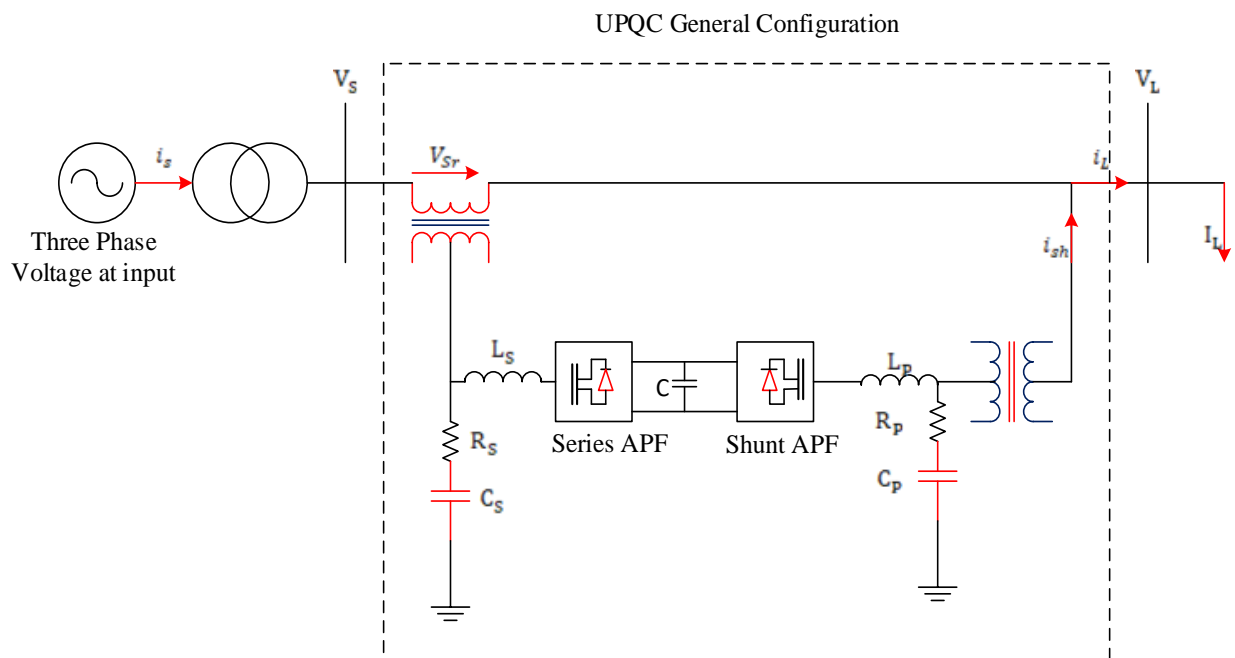 UPQC General Configuration
V_S
V_L
i_s
V_Sr
i_L
Three Phase
Voltage at input
i_sh
I_L
L_S
L_P
C
R_S
Series APF
Shunt APF
R_P
C_S
C_P